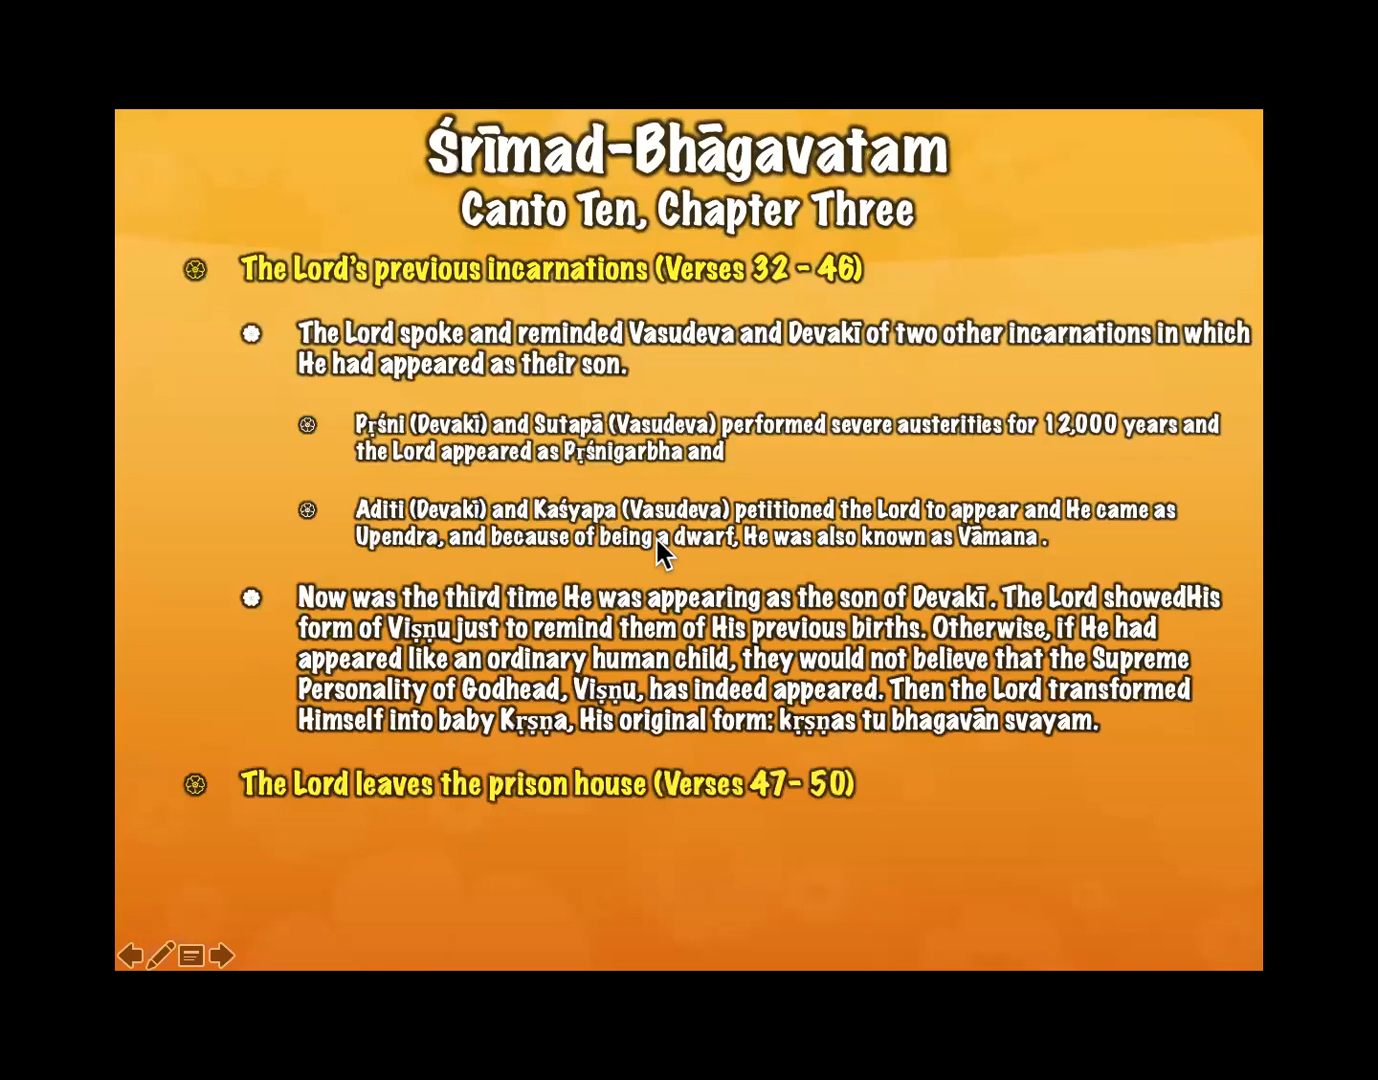 Śrīmad-Bhāgavatam
Canto Ten, Chapter Three
The Lord's previous incarnations (Verses 32 - 46)
The Lord spoke and reminded Vasudeva and Devakī of two other incarnations in which
He had appeared as their son.
Pṛśni (Devakī) and Sutapā (Vasudeva) performed severe austerities for 12,000 years and
the Lord appeared as Pṛśnigarbha and
Aditi (Devakī) and Kaśyapa (Vasudeva) petitioned the Lord to appear and He came as
Upendra, and because of being a dwarf, He was also known as Vāmana .
Now was the third time He was appearing as the son of Devakī . The Lord showedHis
form of Viṣṇu just to remind them of His previous births. Otherwise, if He had
appeared like an ordinary human child, they would not believe that the Supreme
Personality of Godhead, Viṣṇu, has indeed appeared. Then the Lord transformed
Himself into baby Kṛṣṇa, His original form: kṛṣṇas tu bhagavān svayam.
The Lord leaves the prison house (Verses 47- 50)